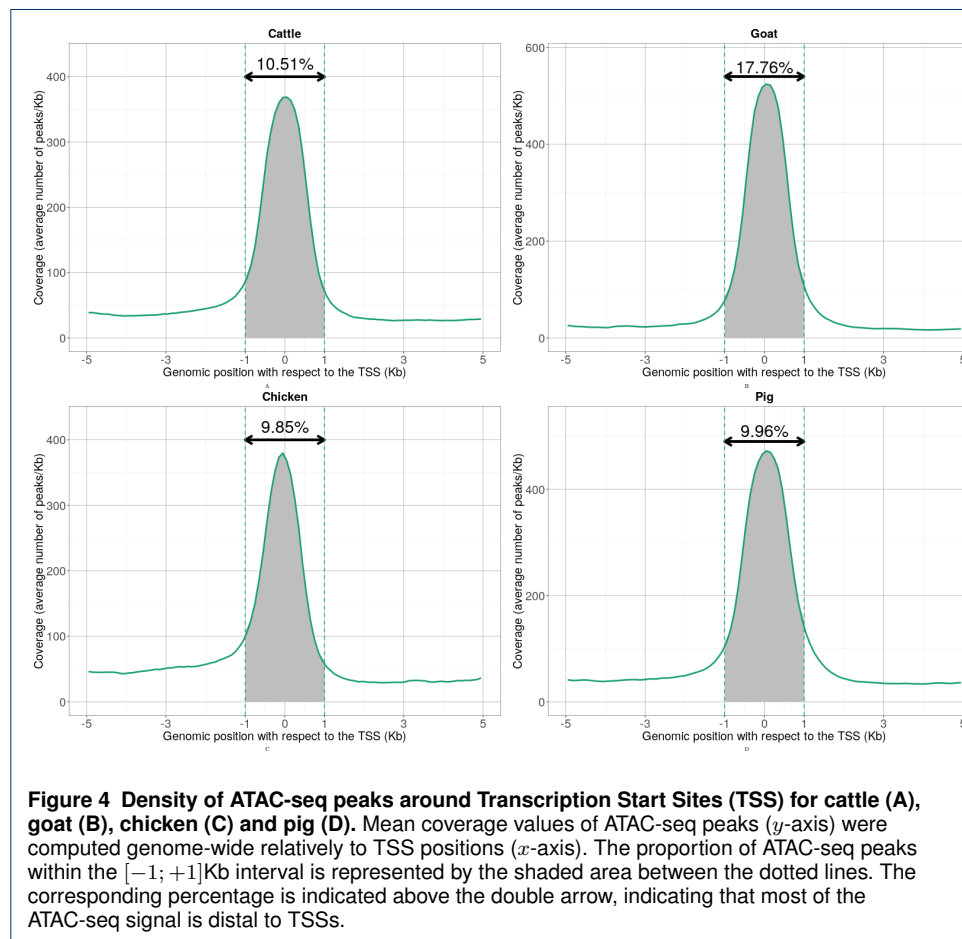 Cattle
10.51%
400
300
200
100
0
Coverage (average number of peaks/Kb)
-5
-3
-1
0
1
3
5
Genomic position with respect to the TSS (Kb)
A
Goat
17.76%
600
400
200
0
Coverage (average number of peaks/Kb)
-5
-3
-1
0
1
3
5
Genomic position with respect to the TSS (Kb)
B
Chicken
9.85%
400
300
200
100
0
Coverage (average number of peaks/Kb)
-5
-3
-1
0
1
3
5
Genomic position with respect to the TSS (Kb)
C
Pig
9.96%
400
200
0
Coverage (average number of peaks/Kb)
-5
-3
-1
0
1
3
5
Genomic position with respect to the TSS (Kb)
D
Figure 4 Density of ATAC-seq peaks around Transcription Start Sites (TSS) for cattle (A),
goat (B), chicken (C) and pig (D). Mean coverage values of ATAC-seq peaks (y-axis) were
computed genome-wide relatively to TSS positions (x-axis). The proportion of ATAC-seq peaks
within the [−1; +1]Kb interval is represented by the shaded area between the dotted lines. The
corresponding percentage is indicated above the double arrow, indicating that most of the
ATAC-seq signal is distal to TSSs.